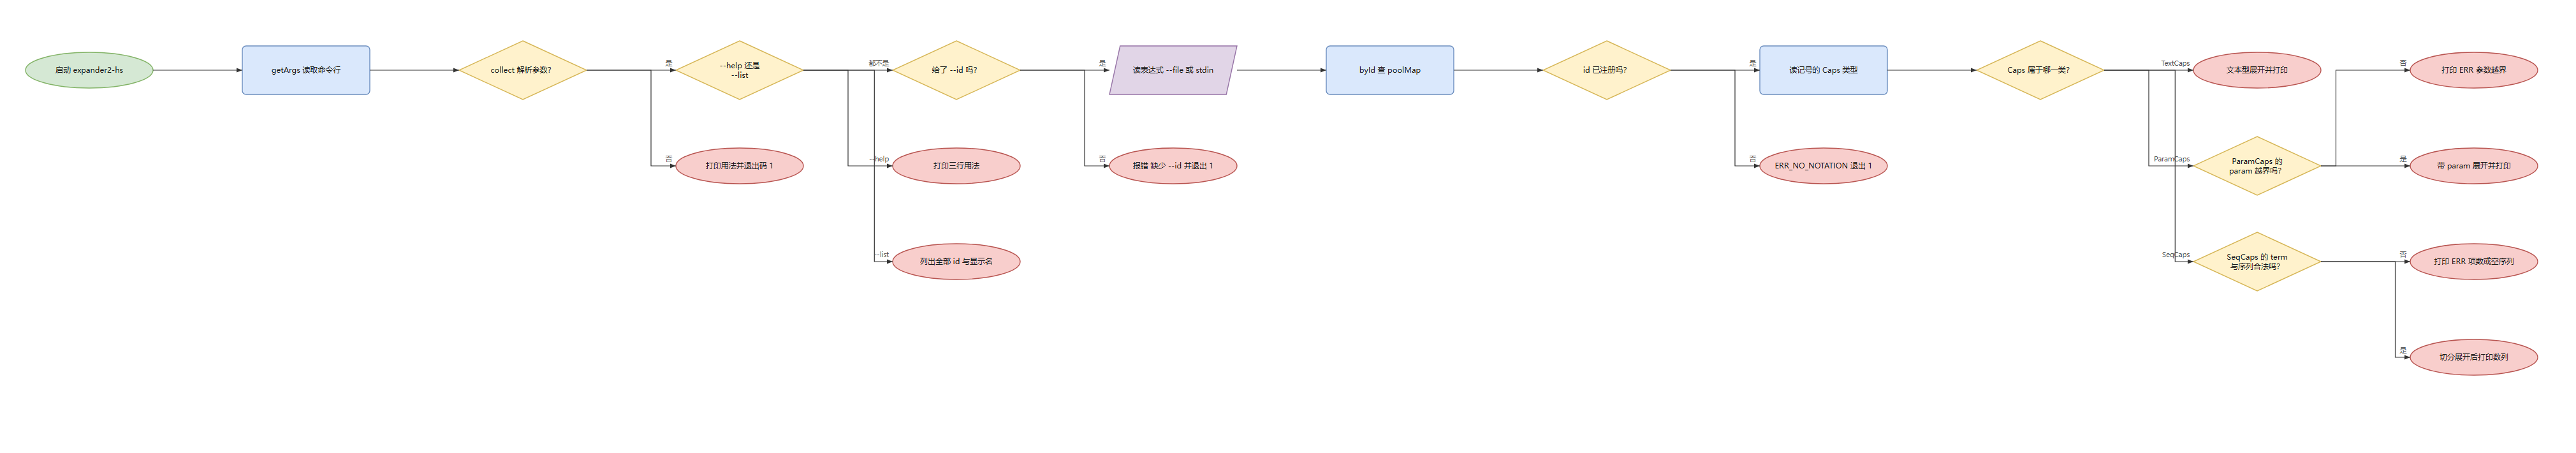 启动 expander2-hs
getArgs 读取命令行
collect 解析参数?
是
--help 还是
--list
都不是
给了 --id 吗?
是
读表达式 --file 或 stdin
byId 查 poolMap
id 已注册吗?
是
读记号的 Caps 类型
Caps 属于哪一类?
TextCaps
文本型展开并打印
否
打印 ERR 参数越界
否
打印用法并退出码 1
--help
打印三行用法
否
报错 缺少 --id 并退出 1
否
ERR_NO_NOTATION 退出 1
ParamCaps
ParamCaps 的
param 越界吗?
是
带 param 展开并打印
--list
列出全部 id 与显示名
SeqCaps
SeqCaps 的 term
与序列合法吗?
否
打印 ERR 项数或空序列
是
切分展开后打印数列